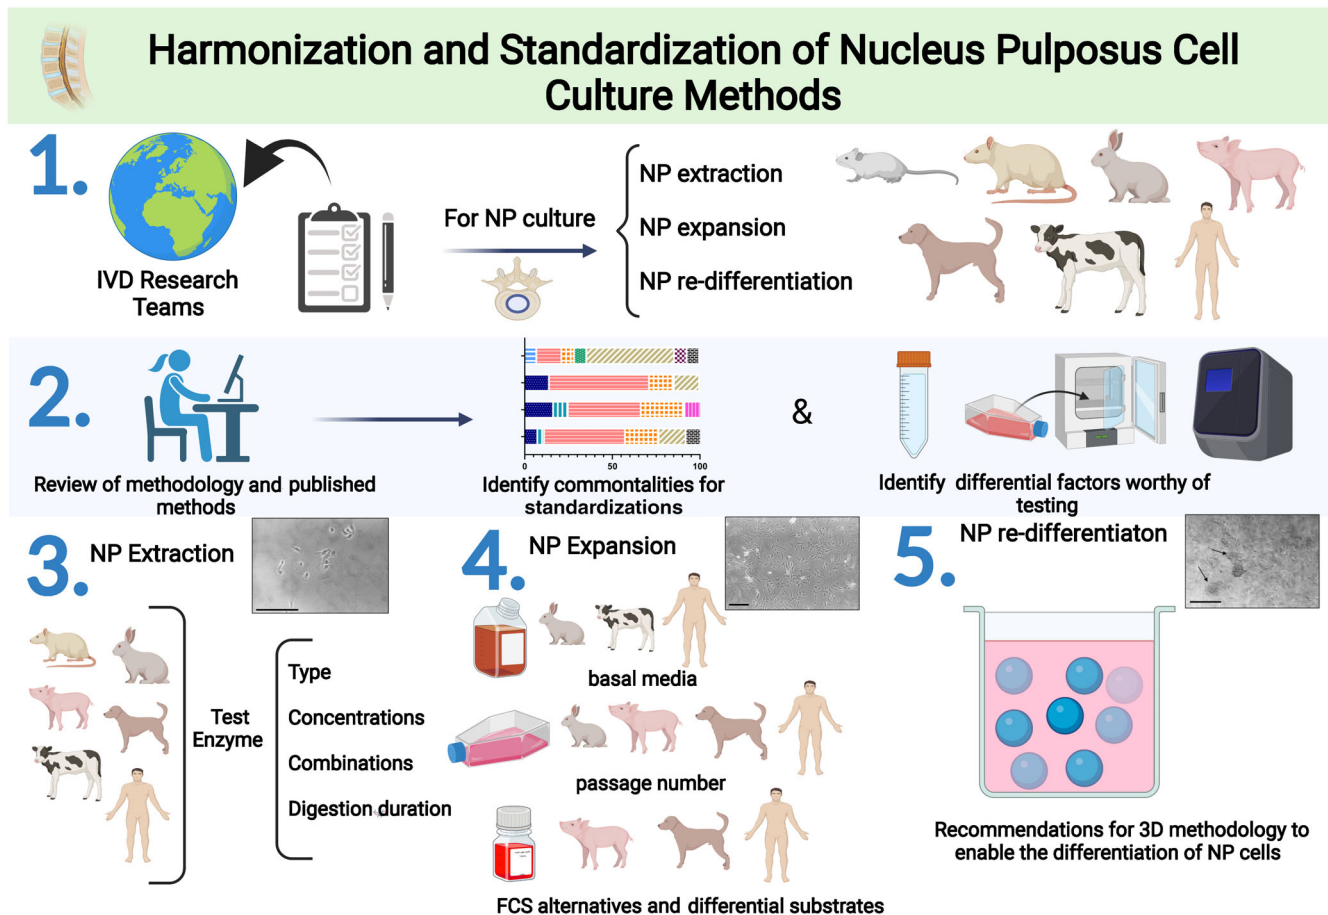 Harmonization and Standardization of Nucleus Pulposus Cell
Culture Methods
1.
IVD Research
Teams
For NP culture
NP extraction
NP expansion
NP re-differentiation
2.
Review of methodology and published
methods
0
50
100
Identify commontalities for
standardizations
&
Identify differential factors worthy of
testing
3.
NP Extraction
Test
Enzyme
Type
Concentrations
Combinations
Digestion duration
4.
NP Expansion
basal media
passage number
FCS alternatives and differential substrates
5.
NP re-differentiaton
Recommendations for 3D methodology to
enable the differentiation of NP cells